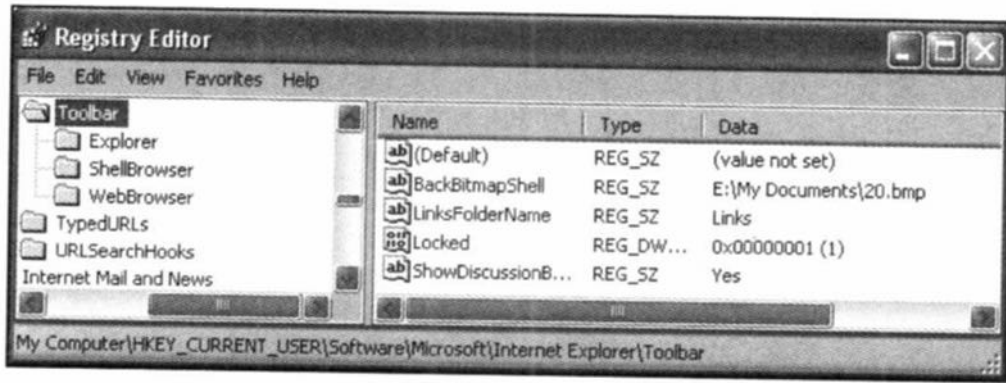 Registry Editor
File Edit View Favorites Help
Toolbar
Explorer
ShellBrowser
WebBrowser
TypedURLs
URLSearchHooks
Internet Mail and News
Name Type Data
(Default) REG_SZ (value not set)
BackBitmapShell REG_SZ E:\My Documents\20.bmp
LinksFolderName REG_SZ Links
Locked REG_DW... 0x00000001 (1)
ShowDiscussionB... REG_SZ Yes
My Computer\HKEY_CURRENT_USER\Software\Microsoft\Internet Explorer\Toolbar